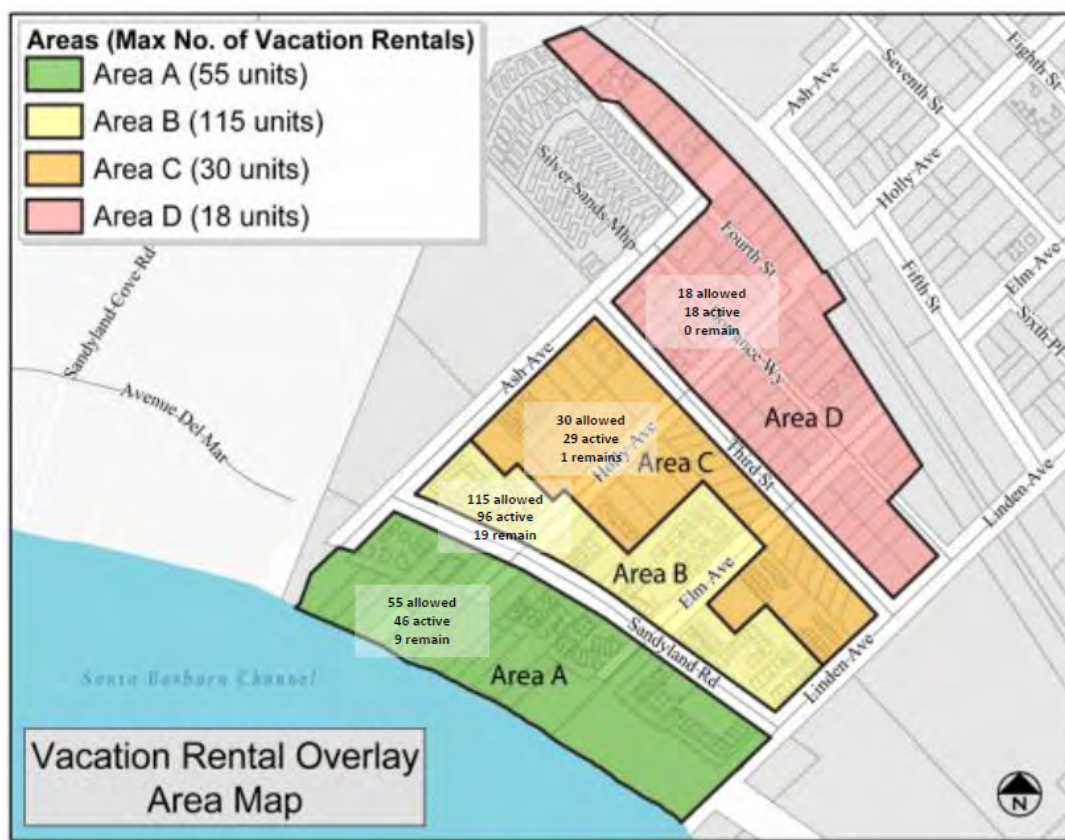 Areas (Max No. of Vacation Rentals)
Area A (55 units)
Area B (115 units)
Area C (30 units)
Area D (18 units)
Ash Ave
Seventh St
Eighth St
Holly Ave
Elm Ave
Fifth St
Sixth Pl
Silver Sands Mhp
Fourth St
Sandyland Cove Rd
Avenue Del Mar
18 allowed
18 active
0 remain
Area D
Ash Ave
30 allowed
29 active
1 remains
Holly Ave
Area C
Third St
Linden Ave
115 allowed
96 active
19 remain
Area B
Elm Ave
55 allowed
46 active
9 remain
Sandyland Rd
Area A
Linden Ave
Santa Barbara Channel
Vacation Rental Overlay
Area Map
N